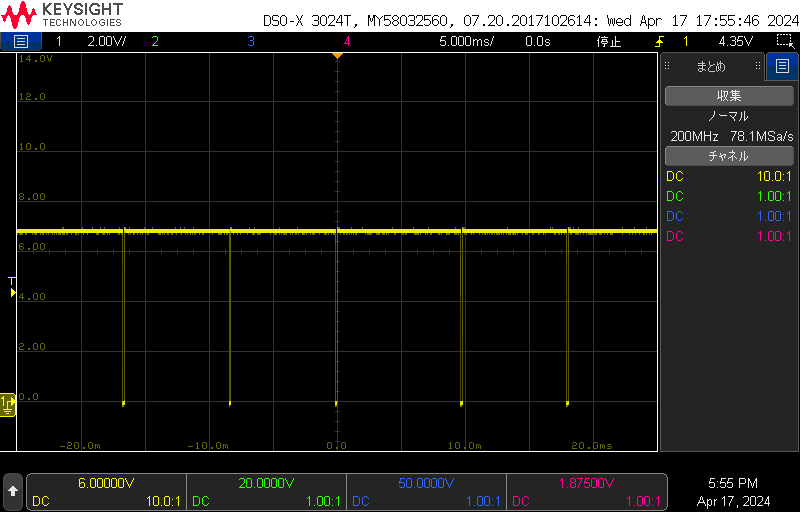 KEYSIGHT
TECHNOLOGIES
DSO-X 3024T, MY58032560, 07.20.2017102614: Wed Apr 17 17:55:46 2024
1 2.00V/ 2 3 4 5.000ms/ 0.0s 停止 1 4.35V
14.0V
12.0
10.0
8.00
6.00
4.00
2.00
0.0
T
1
-20.0m -10.0m 0.0 10.0m 20.0ms
まとめ
収集
ノーマル
200MHz 78.1MSa/s
チャネル
DC 10.0:1
DC 1.00:1
DC 1.00:1
DC 1.00:1
6.00000V 20.0000V 50.0000V 1.87500V
DC 10.0:1 DC 1.00:1 DC 1.00:1 DC 1.00:1
5:55 PM
Apr 17, 2024